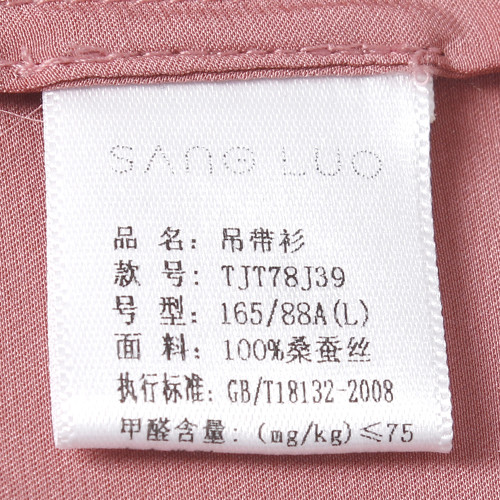 SANG LUO
品 名: 吊带衫
款 号: TJT78J39
号 型: 165/88A(L)
面 料: 100%桑蚕丝
执行标准: GB/T18132-2008
甲醛含量: (mg/kg)≤75